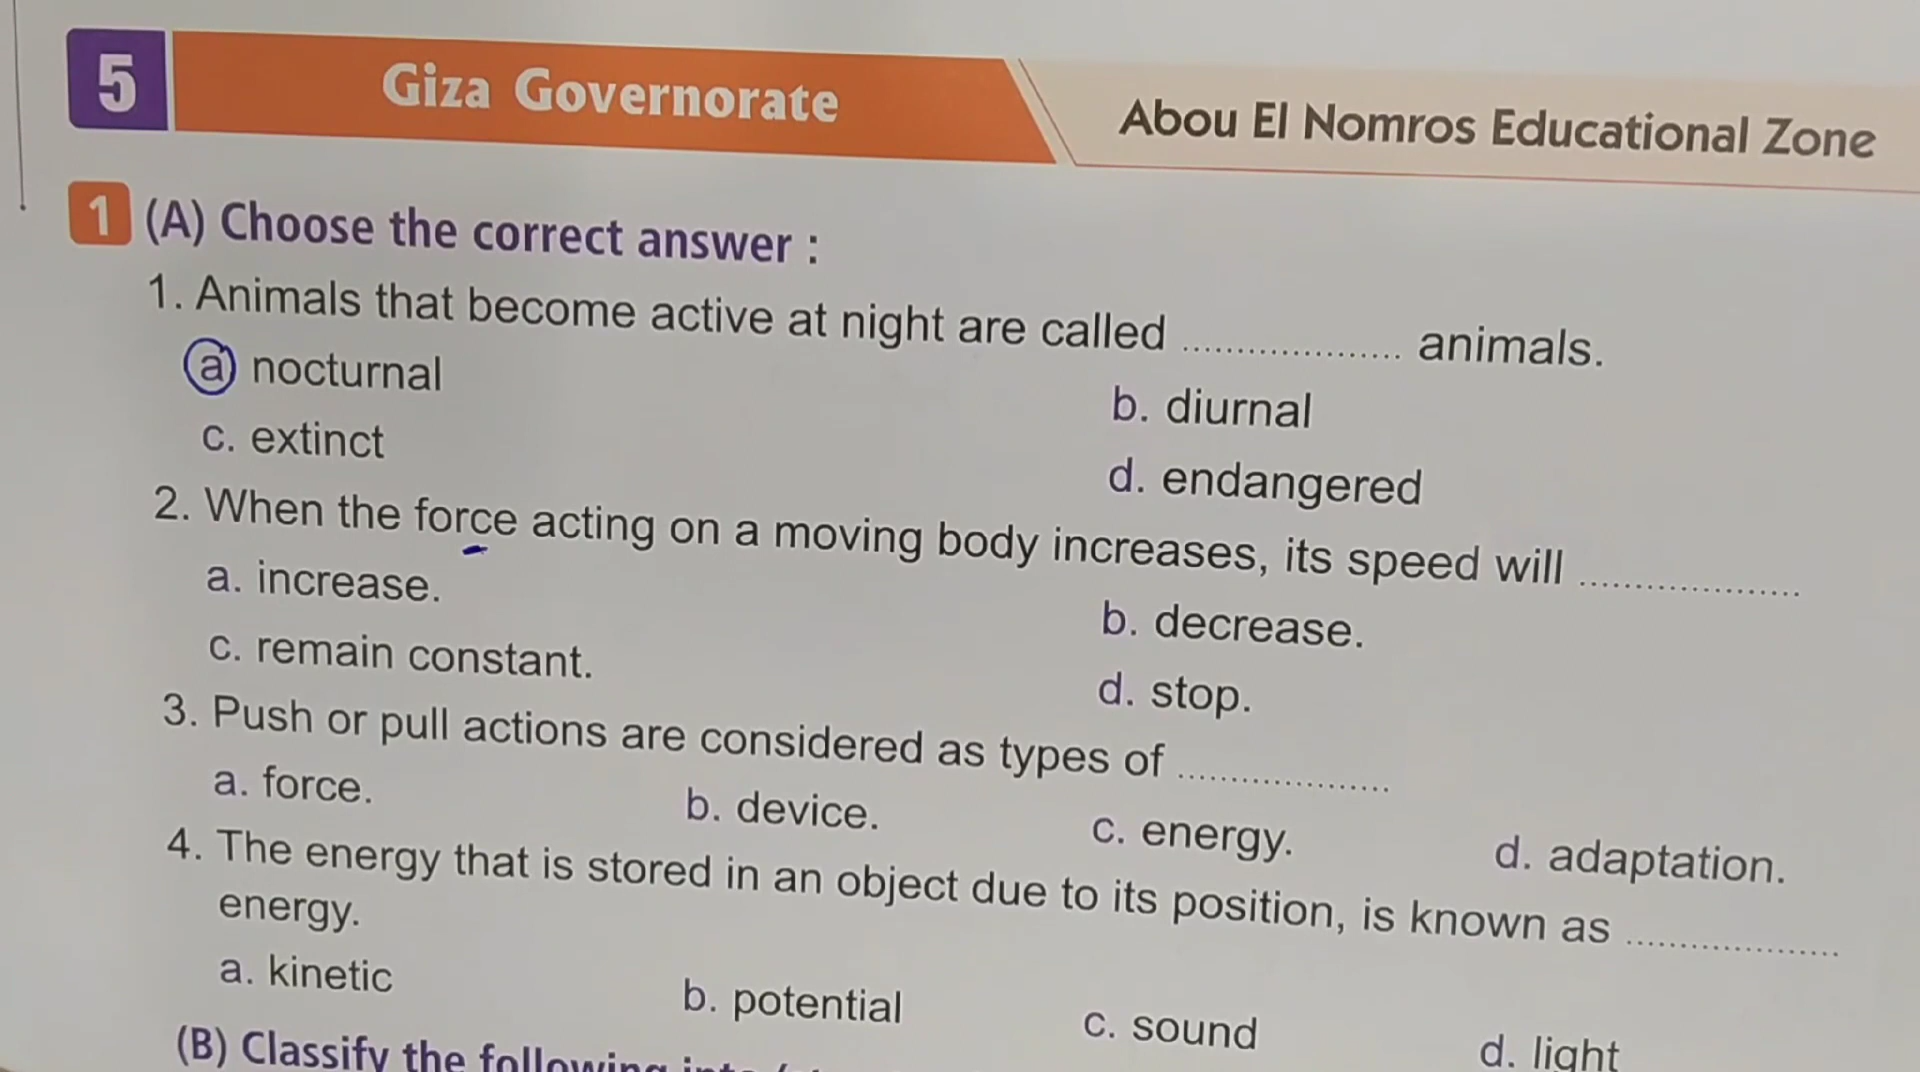 5 Giza Governorate Abou El Nomros Educational Zone
1 (A) Choose the correct answer :
1. Animals that become active at night are called .................... animals.
a nocturnal b. diurnal
c. extinct d. endangered
2. When the force acting on a moving body increases, its speed will ....................
a. increase. b. decrease.
c. remain constant. d. stop.
3. Push or pull actions are considered as types of ....................
a. force. b. device. c. energy. d. adaptation.
4. The energy that is stored in an object due to its position, is known as ....................
energy.
a. kinetic b. potential c. sound d. light
(B) Classify the following into